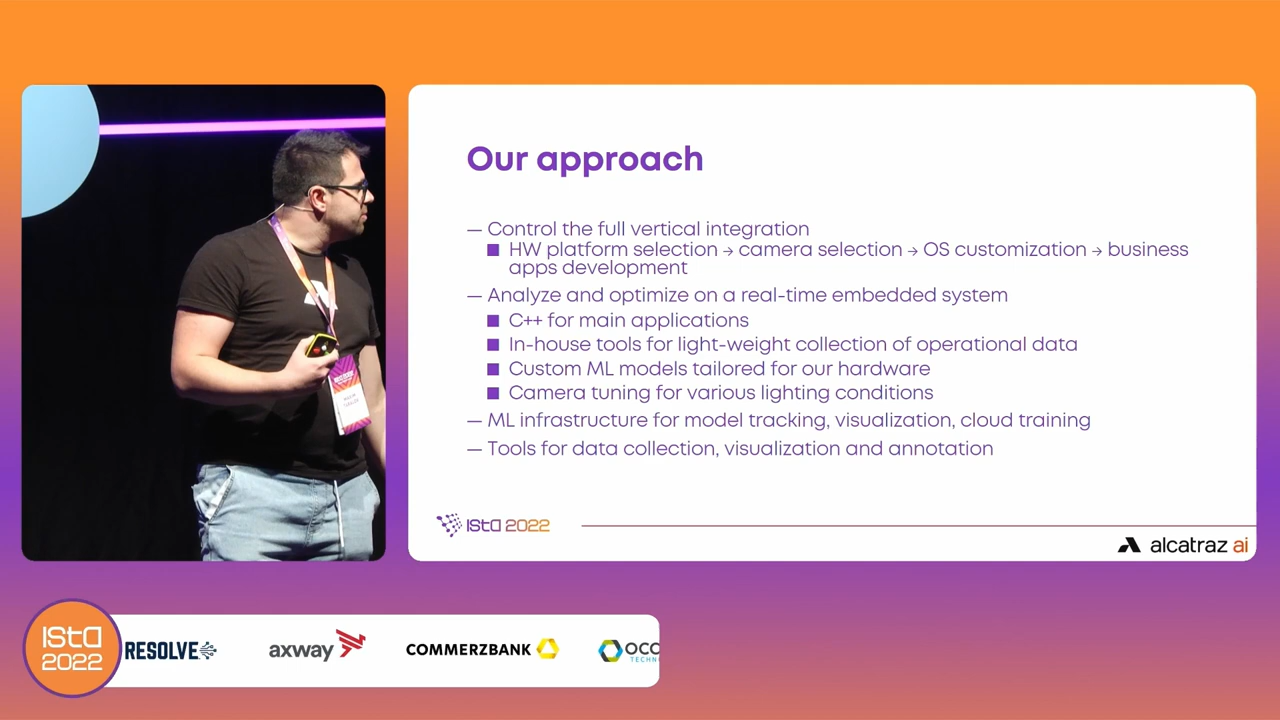 Our approach
— Control the full vertical integration
■ HW platform selection → camera selection → OS customization → business
apps development
— Analyze and optimize on a real-time embedded system
■ C++ for main applications
■ In-house tools for light-weight collection of operational data
■ Custom ML models tailored for our hardware
■ Camera tuning for various lighting conditions
— ML infrastructure for model tracking, visualization, cloud training
— Tools for data collection, visualization and annotation
ISTA 2022
alcatraz ai
ISTA
2022
RESOLVE
axway
COMMERZBANK